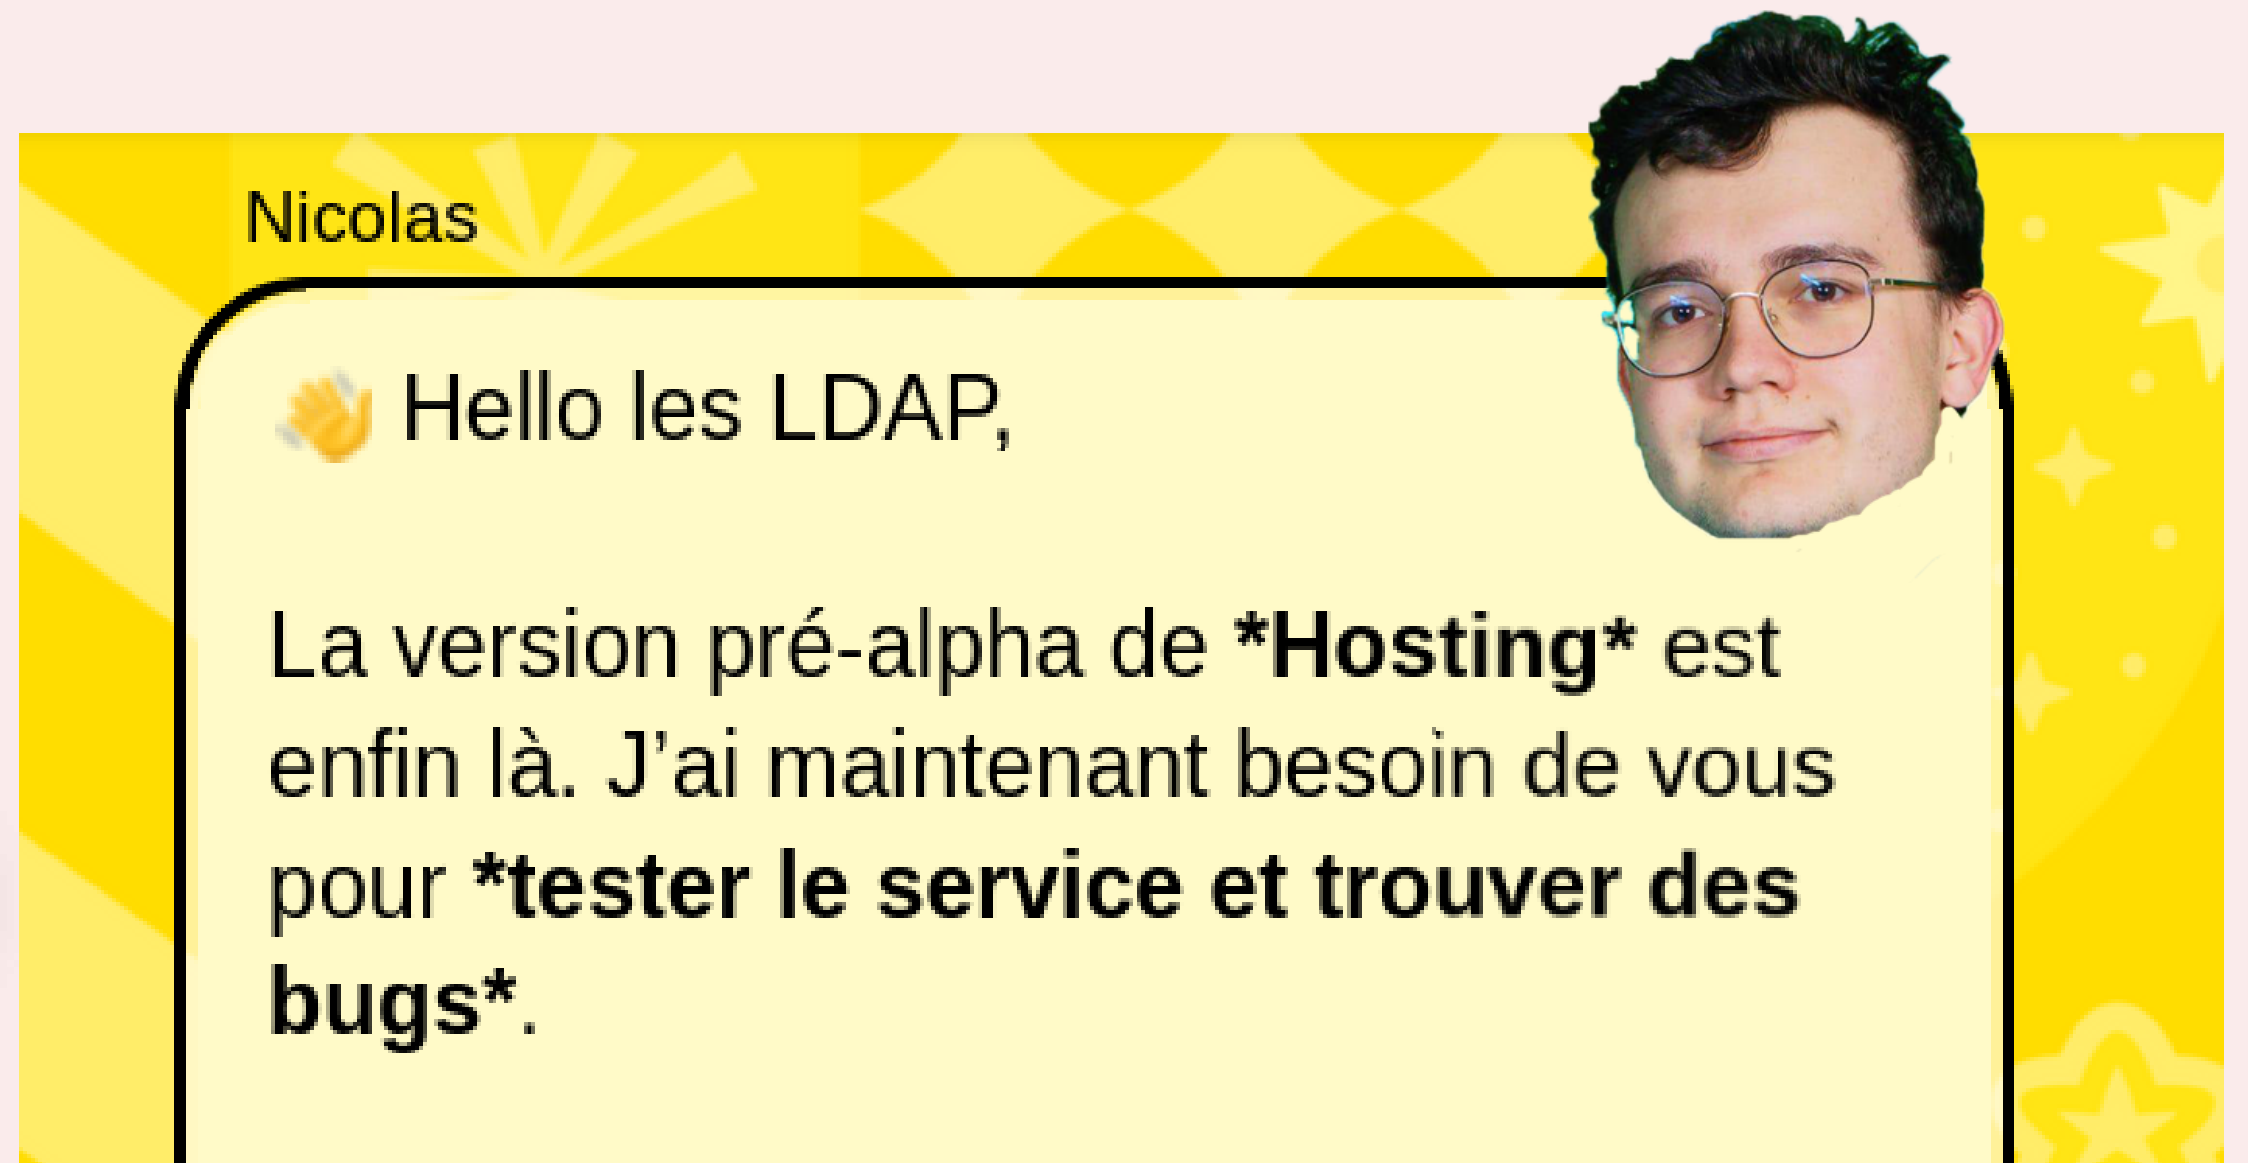 Nicolas
👋 Hello les LDAP,
La version pré-alpha de *Hosting* est
enfin là. J’ai maintenant besoin de vous
pour *tester le service et trouver des
bugs*.